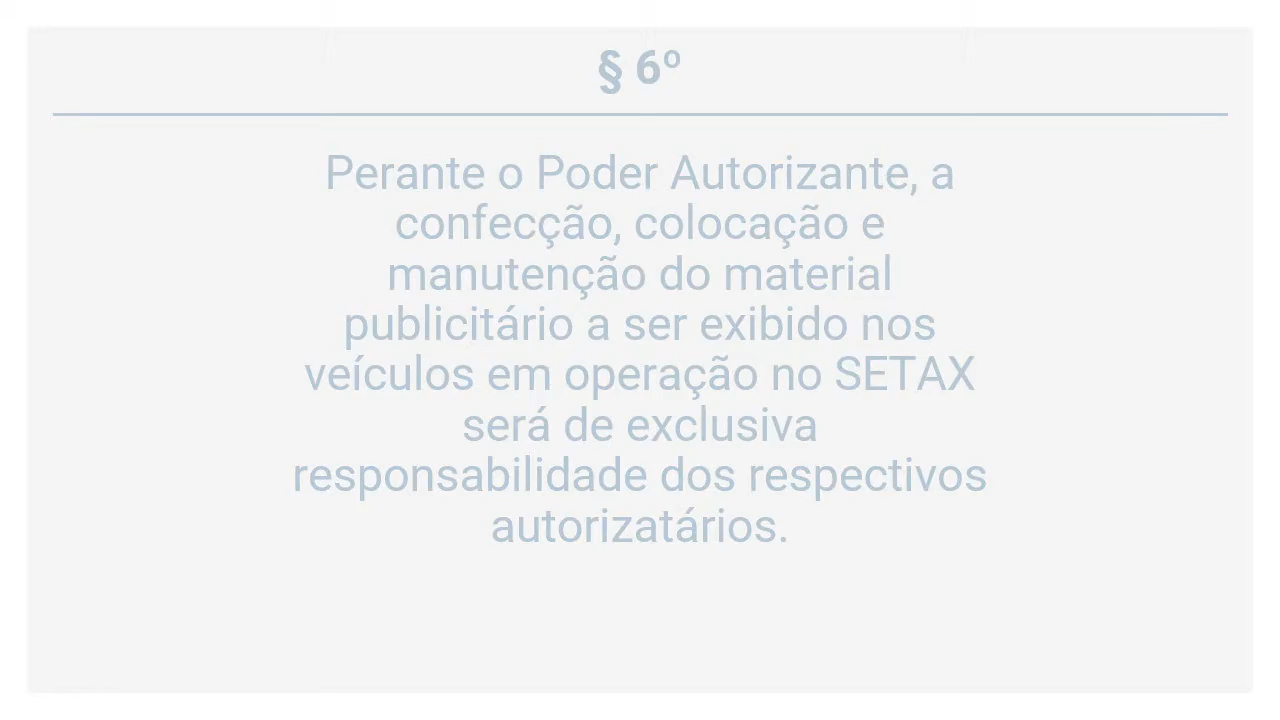 § 6º
Perante o Poder Autorizante, a
confecção, colocação e
manutenção do material
publicitário a ser exibido nos
veículos em operação no SETAX
será de exclusiva
responsabilidade dos respectivos
autorizatários.